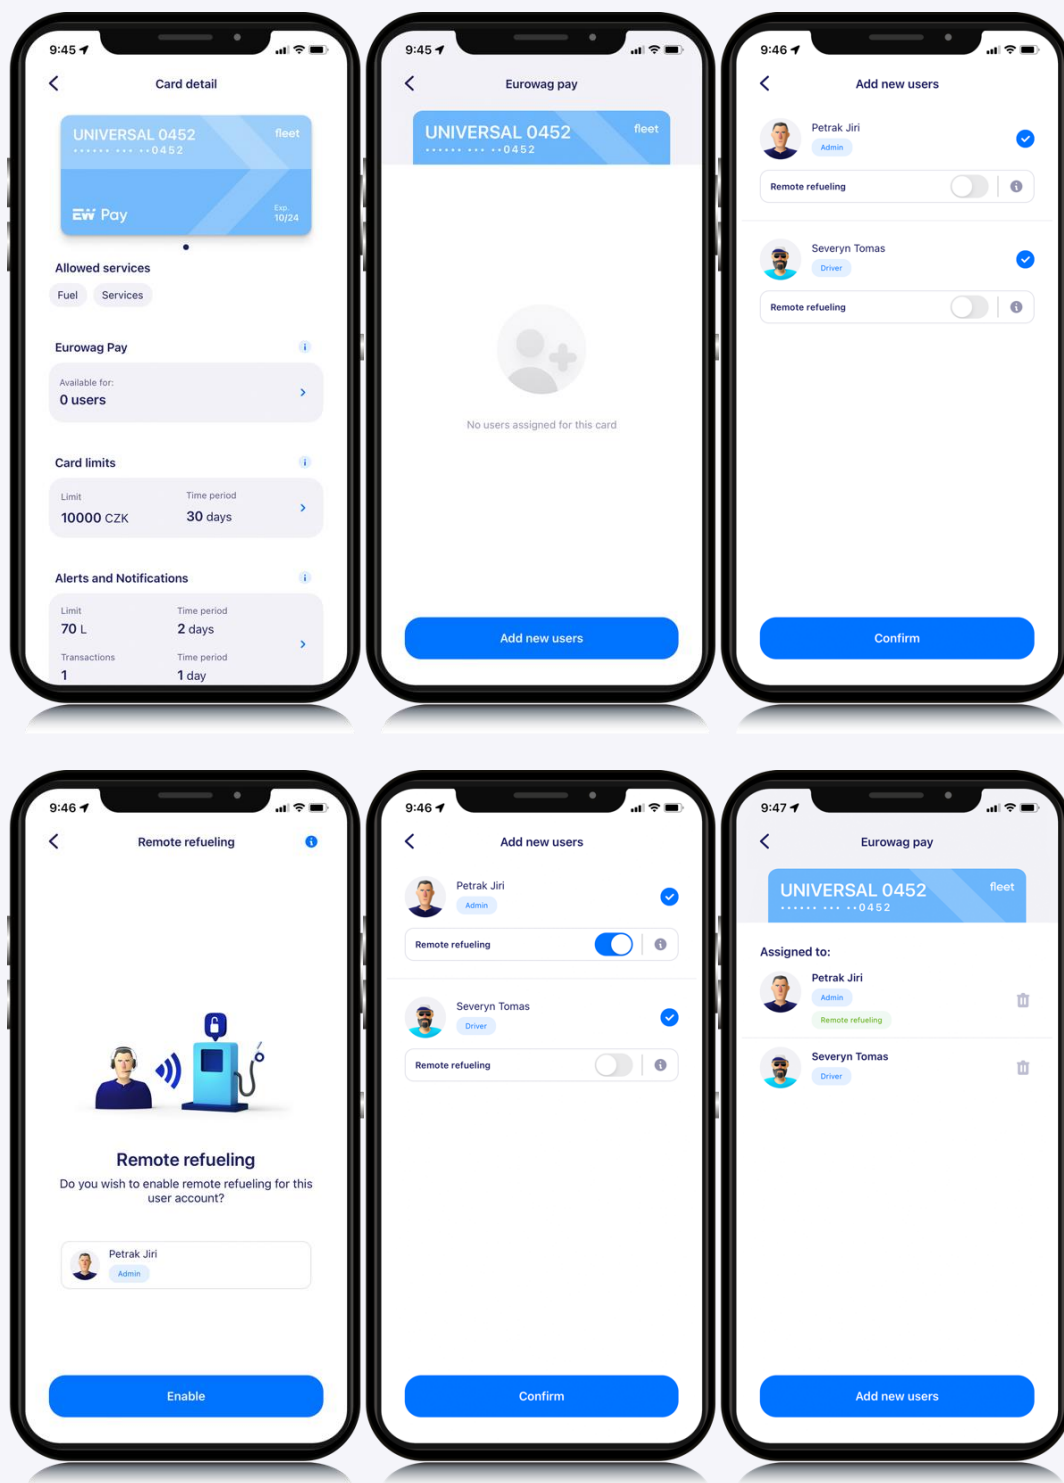 9:45
Card detail
UNIVERSAL 0452
fleet
...... ... ..0452
EW Pay
Exp.
10/24
Allowed services
Fuel
Services
Eurowag Pay
Available for:
0 users
Card limits
Limit
Time period
10000 CZK
30 days
Alerts and Notifications
Limit
Time period
70 L
2 days
Transactions
Time period
1
1 day
9:45
Eurowag pay
UNIVERSAL 0452
fleet
...... ... ..0452
No users assigned for this card
Add new users
9:46
Add new users
Petrak Jiri
Admin
Remote refueling
Severyn Tomas
Driver
Remote refueling
Confirm
9:46
Remote refueling
Remote refueling
Do you wish to enable remote refueling for this
user account?
Petrak Jiri
Admin
Enable
9:46
Add new users
Petrak Jiri
Admin
Remote refueling
Severyn Tomas
Driver
Remote refueling
Confirm
9:47
Eurowag pay
UNIVERSAL 0452
fleet
...... ... ..0452
Assigned to:
Petrak Jiri
Admin
Remote refueling
Severyn Tomas
Driver
Add new users